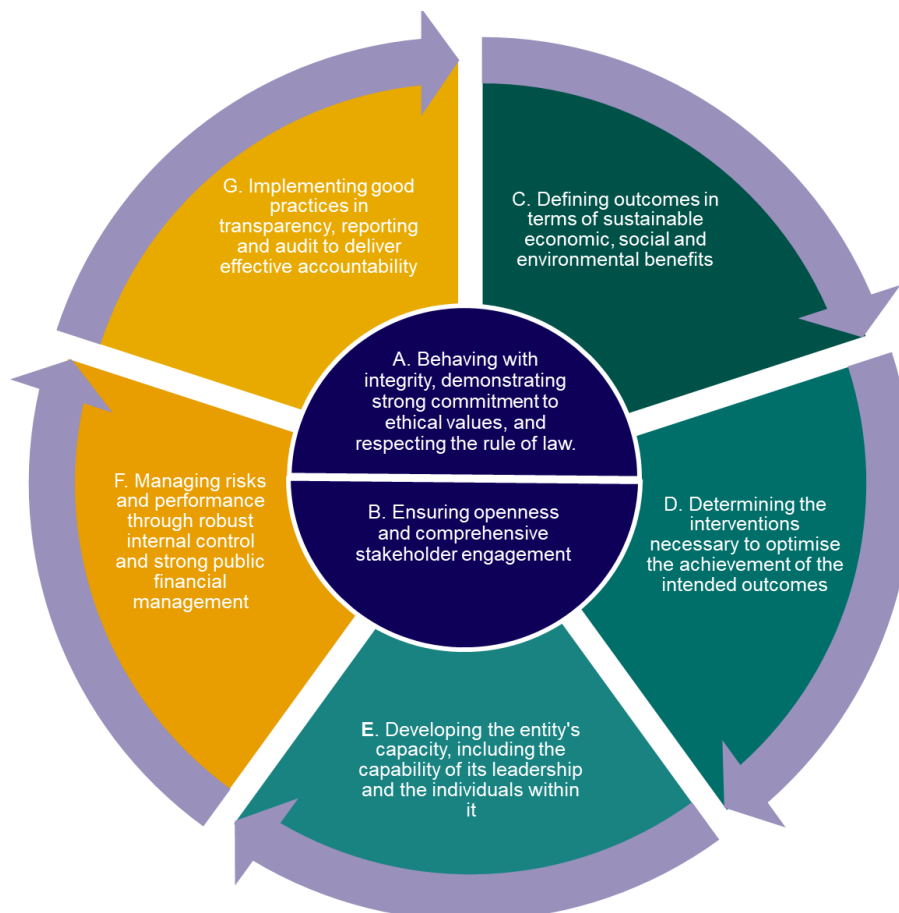 A. Behaving with
integrity, demonstrating
strong commitment to
ethical values, and
respecting the rule of law.
B. Ensuring openness
and comprehensive
stakeholder engagement
C. Defining outcomes in
terms of sustainable
economic, social and
environmental benefits
D. Determining the
interventions
necessary to optimise
the achievement of the
intended outcomes
E. Developing the entity's
capacity, including the
capability of its leadership
and the individuals within
it
F. Managing risks
and performance
through robust
internal control
and strong public
financial
management
G. Implementing good
practices in
transparency, reporting
and audit to deliver
effective accountability